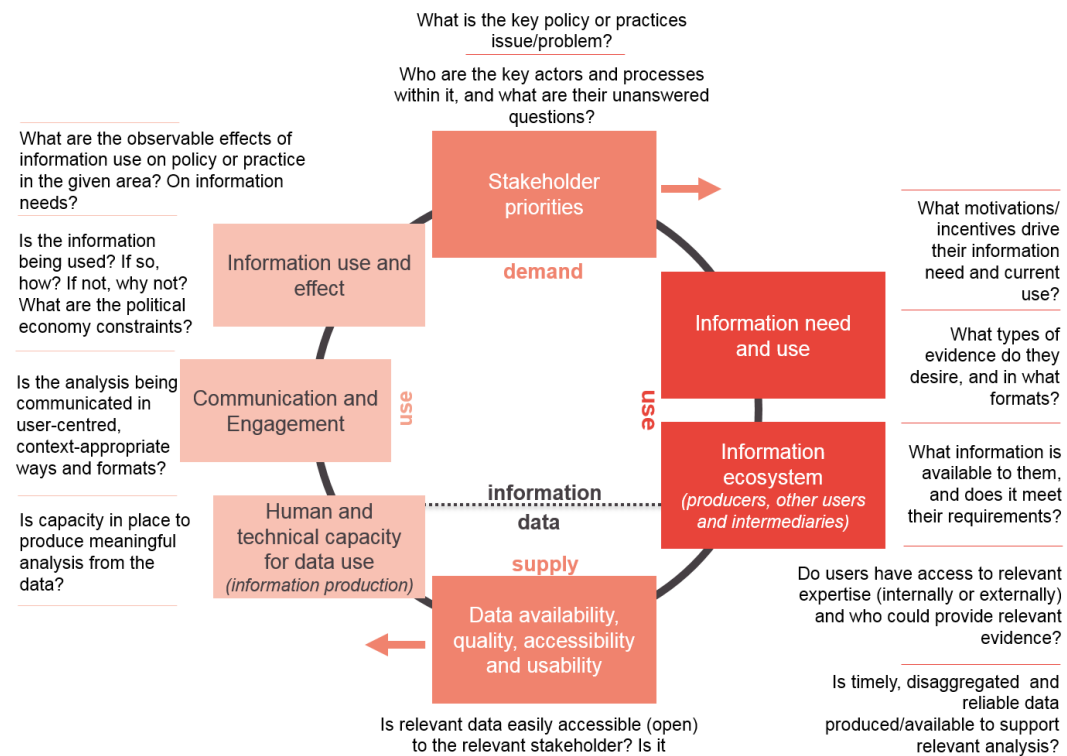 What is the key policy or practices
issue/problem?
Who are the key actors and processes
within it, and what are their unanswered
questions?
What are the observable effects of
information use on policy or practice
in the given area? On information
needs?
Stakeholder
priorities
demand
What motivations/
incentives drive
their information
need and current
use?
Is the information
being used? If so,
how? If not, why not?
What are the political
economy constraints?
Information use and
effect
Information need
and use
What types of
evidence do they
desire, and in what
formats?
Is the analysis being
communicated in
user-centred,
context-appropriate
ways and formats?
Communication and
Engagement
use
use
Information
ecosystem
(producers, other users
and intermediaries)
What information is
available to them,
and does it meet
their requirements?
information
data
Is capacity in place to
produce meaningful
analysis from the
data?
Human and
technical capacity
for data use
(information production)
supply
Data availability,
quality, accessibility
and usability
Do users have access to relevant
expertise (internally or externally)
and who could provide relevant
evidence?
Is timely, disaggregated and
reliable data
produced/available to support
relevant analysis?
Is relevant data easily accessible (open)
to the relevant stakeholder? Is it